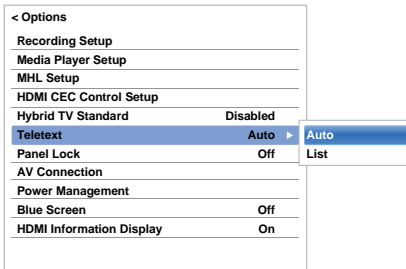 < Options
Recording Setup
Media Player Setup
MHL Setup
HDMI CEC Control Setup
Hybrid TV Standard Disabled
Teletext Auto
Auto
Panel Lock Off
List
AV Connection
Power Management
Blue Screen Off
HDMI Information Display On